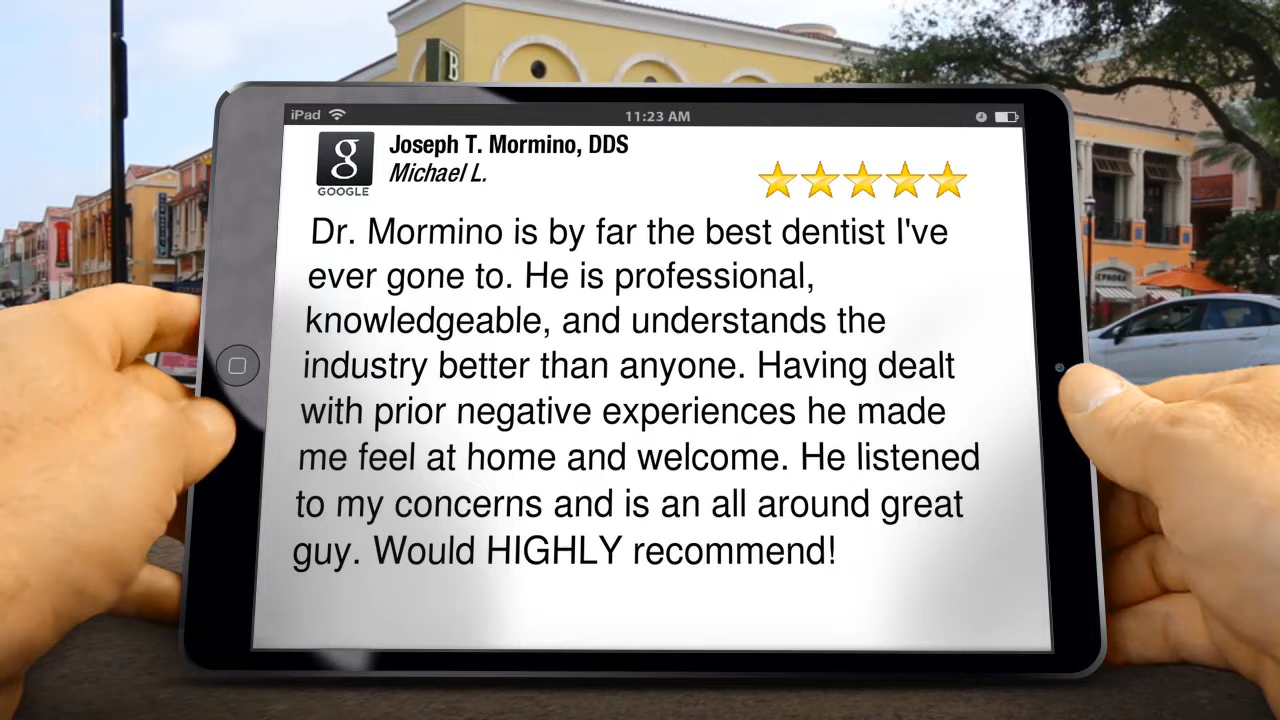 B
iPad
11:23 AM
g
GOOGLE
Joseph T. Mormino, DDS
Michael L.
Dr. Mormino is by far the best dentist I've
ever gone to. He is professional,
knowledgeable, and understands the
industry better than anyone. Having dealt
with prior negative experiences he made
me feel at home and welcome. He listened
to my concerns and is an all around great
guy. Would HIGHLY recommend!